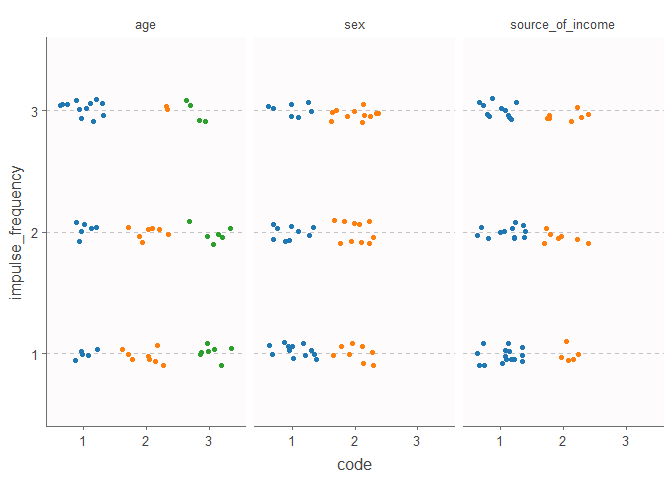 age sex source_of_income
impulse_frequency
3
2
1
1 2 3 1 2 3 1 2 3
code